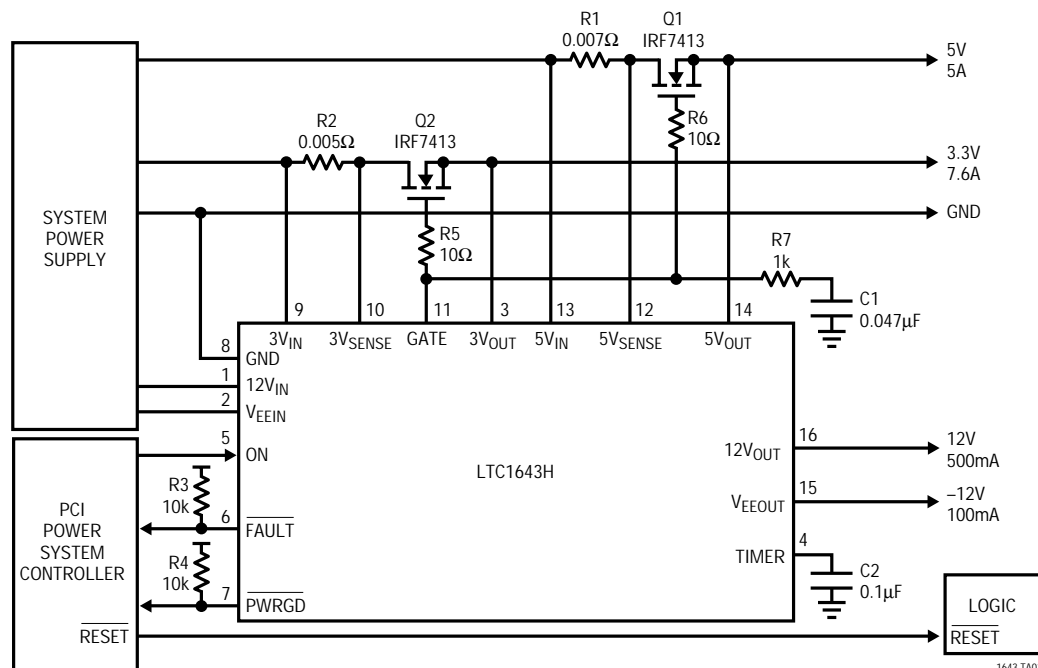 R1
0.007Ω
Q1
IRF7413
5V
5A
R6
10Ω
R2
0.005Ω
Q2
IRF7413
3.3V
7.6A
GND
SYSTEM
POWER
SUPPLY
R5
10Ω
R7
1k
C1
0.047µF
9
10
11
3
13
12
14
3VIN
3VSENSE
GATE
3VOUT
5VIN
5VSENSE
5VOUT
8
GND
1
12VIN
2
VEEIN
5
ON
LTC1643H
12VOUT
16
12V
500mA
VEEOUT
15
–12V
100mA
R3
10k
6
FAULT
PCI
POWER
SYSTEM
CONTROLLER
R4
10k
7
PWRGD
TIMER
4
C2
0.1µF
RESET
LOGIC
RESET